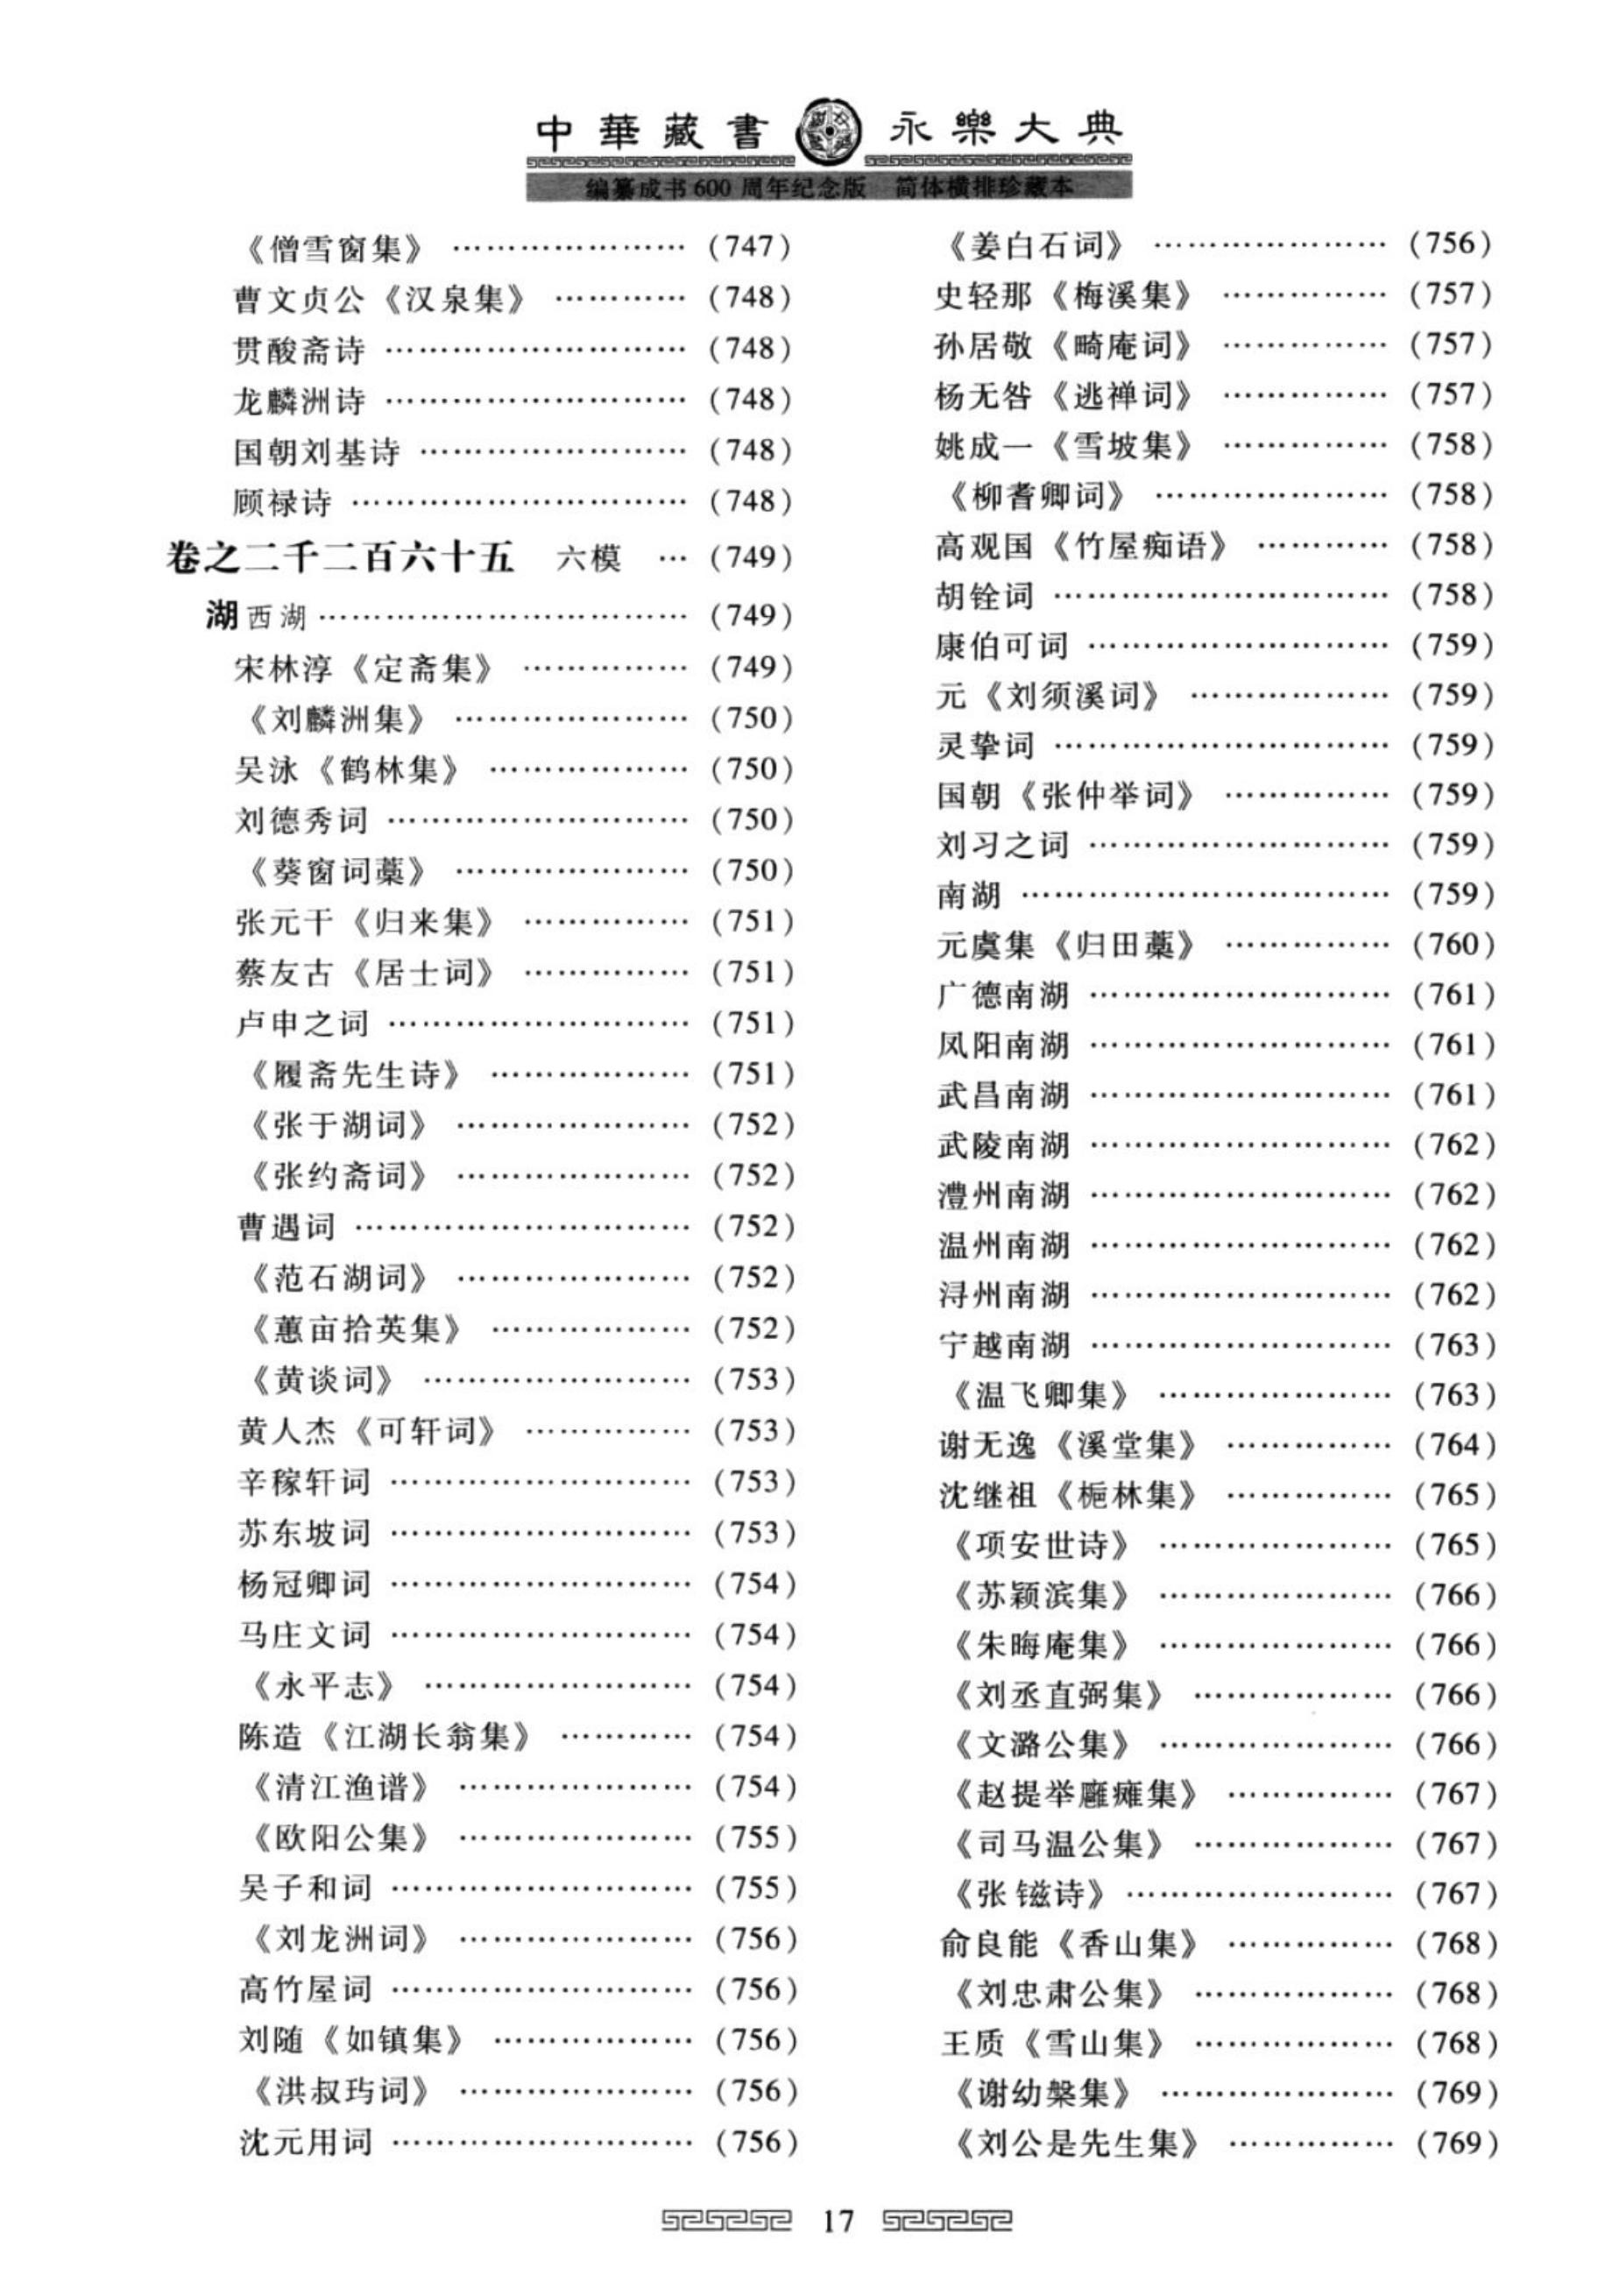 中華藏書 永樂大典
编纂成书600周年纪念版 简体横排珍藏本
《僧雪窗集》 ………………… (747)
曹文贞公《汉泉集》 ………… (748)
贯酸斋诗 ……………………… (748)
龙麟洲诗 ……………………… (748)
国朝刘基诗 …………………… (748)
顾禄诗 ………………………… (748)
卷之二千二百六十五 六模 … (749)
湖 西湖 …………………………… (749)
宋林淳《定斋集》 …………… (749)
《刘麟洲集》 ………………… (750)
吴泳《鹤林集》 ……………… (750)
刘德秀词 ……………………… (750)
《葵窗词藁》 ………………… (750)
张元干《归来集》 …………… (751)
蔡友古《居士词》 …………… (751)
卢申之词 ……………………… (751)
《履斋先生诗》 ……………… (751)
《张于湖词》 ………………… (752)
《张约斋词》 ………………… (752)
曹遇词 ………………………… (752)
《范石湖词》 ………………… (752)
《蕙亩拾英集》 ……………… (752)
《黄谈词》 …………………… (753)
黄人杰《可轩词》 …………… (753)
辛稼轩词 ……………………… (753)
苏东坡词 ……………………… (753)
杨冠卿词 ……………………… (754)
马庄文词 ……………………… (754)
《永平志》 …………………… (754)
陈造《江湖长翁集》 ………… (754)
《清江渔谱》 ………………… (754)
《欧阳公集》 ………………… (755)
吴子和词 ……………………… (755)
《刘龙洲词》 ………………… (756)
高竹屋词 ……………………… (756)
刘随《如镇集》 ……………… (756)
《洪叔玙词》 ………………… (756)
沈元用词 ……………………… (756)
《姜白石词》 ………………… (756)
史轻那《梅溪集》 …………… (757)
孙居敬《畸庵词》 …………… (757)
杨无咎《逃禅词》 …………… (757)
姚成一《雪坡集》 …………… (758)
《柳耆卿词》 ………………… (758)
高观国《竹屋痴语》 ………… (758)
胡铨词 ………………………… (758)
康伯可词 ……………………… (759)
元《刘须溪词》 ……………… (759)
灵挚词 ………………………… (759)
国朝《张仲举词》 …………… (759)
刘习之词 ……………………… (759)
南湖 …………………………… (759)
元虞集《归田藁》 …………… (760)
广德南湖 ……………………… (761)
凤阳南湖 ……………………… (761)
武昌南湖 ……………………… (761)
武陵南湖 ……………………… (762)
澧州南湖 ……………………… (762)
温州南湖 ……………………… (762)
浔州南湖 ……………………… (762)
宁越南湖 ……………………… (763)
《温飞卿集》 ………………… (763)
谢无逸《溪堂集》 …………… (764)
沈继祖《栀林集》 …………… (765)
《项安世诗》 ………………… (765)
《苏颖滨集》 ………………… (766)
《朱晦庵集》 ………………… (766)
《刘丞直弼集》 ……………… (766)
《文潞公集》 ………………… (766)
《赵提举廱瘫集》 …………… (767)
《司马温公集》 ……………… (767)
《张镃诗》 …………………… (767)
俞良能《香山集》 …………… (768)
《刘忠肃公集》 ……………… (768)
王质《雪山集》 ……………… (768)
《谢幼槃集》 ………………… (769)
《刘公是先生集》 …………… (769)
17